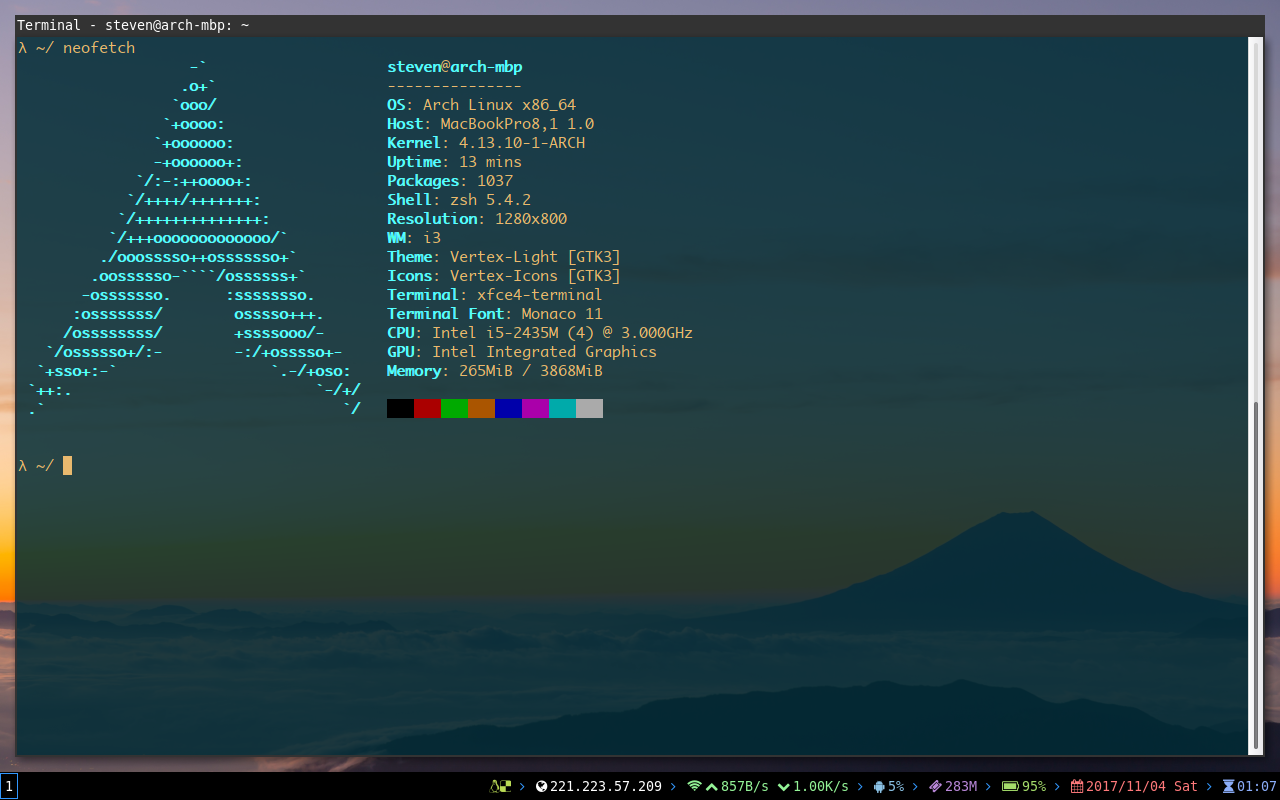 Terminal - steven@arch-mbp: ~
λ ~/ neofetch
                   -`
                  .o+`
                 `ooo/
                `+oooo:
               `+oooooo:
               -+oooooo+:
             `/:-:++oooo+:
            `/++++/+++++++:
           `/++++++++++++++:
          `/+++ooooooooooooo/`
         ./ooosssso++osssssso+`
        .oossssso-````/ossssss+`
       -osssssso.      :ssssssso.
      :osssssss/        osssso+++.
     /ossssssss/        +ssssooo/-
   `/ossssso+/:-        -:/+osssso+-
  `+sso+:-`                 `.-/+oso:
 `++:.                           `-/+/
 .`                                 `/
steven@arch-mbp
---------------
OS: Arch Linux x86_64
Host: MacBookPro8,1 1.0
Kernel: 4.13.10-1-ARCH
Uptime: 13 mins
Packages: 1037
Shell: zsh 5.4.2
Resolution: 1280x800
WM: i3
Theme: Vertex-Light [GTK3]
Icons: Vertex-Icons [GTK3]
Terminal: xfce4-terminal
Terminal Font: Monaco 11
CPU: Intel i5-2435M (4) @ 3.000GHz
GPU: Intel Integrated Graphics
Memory: 265MiB / 3868MiB
λ ~/
1 221.223.57.209 857B/s 1.00K/s 5% 283M 95% 2017/11/04 Sat 01:07